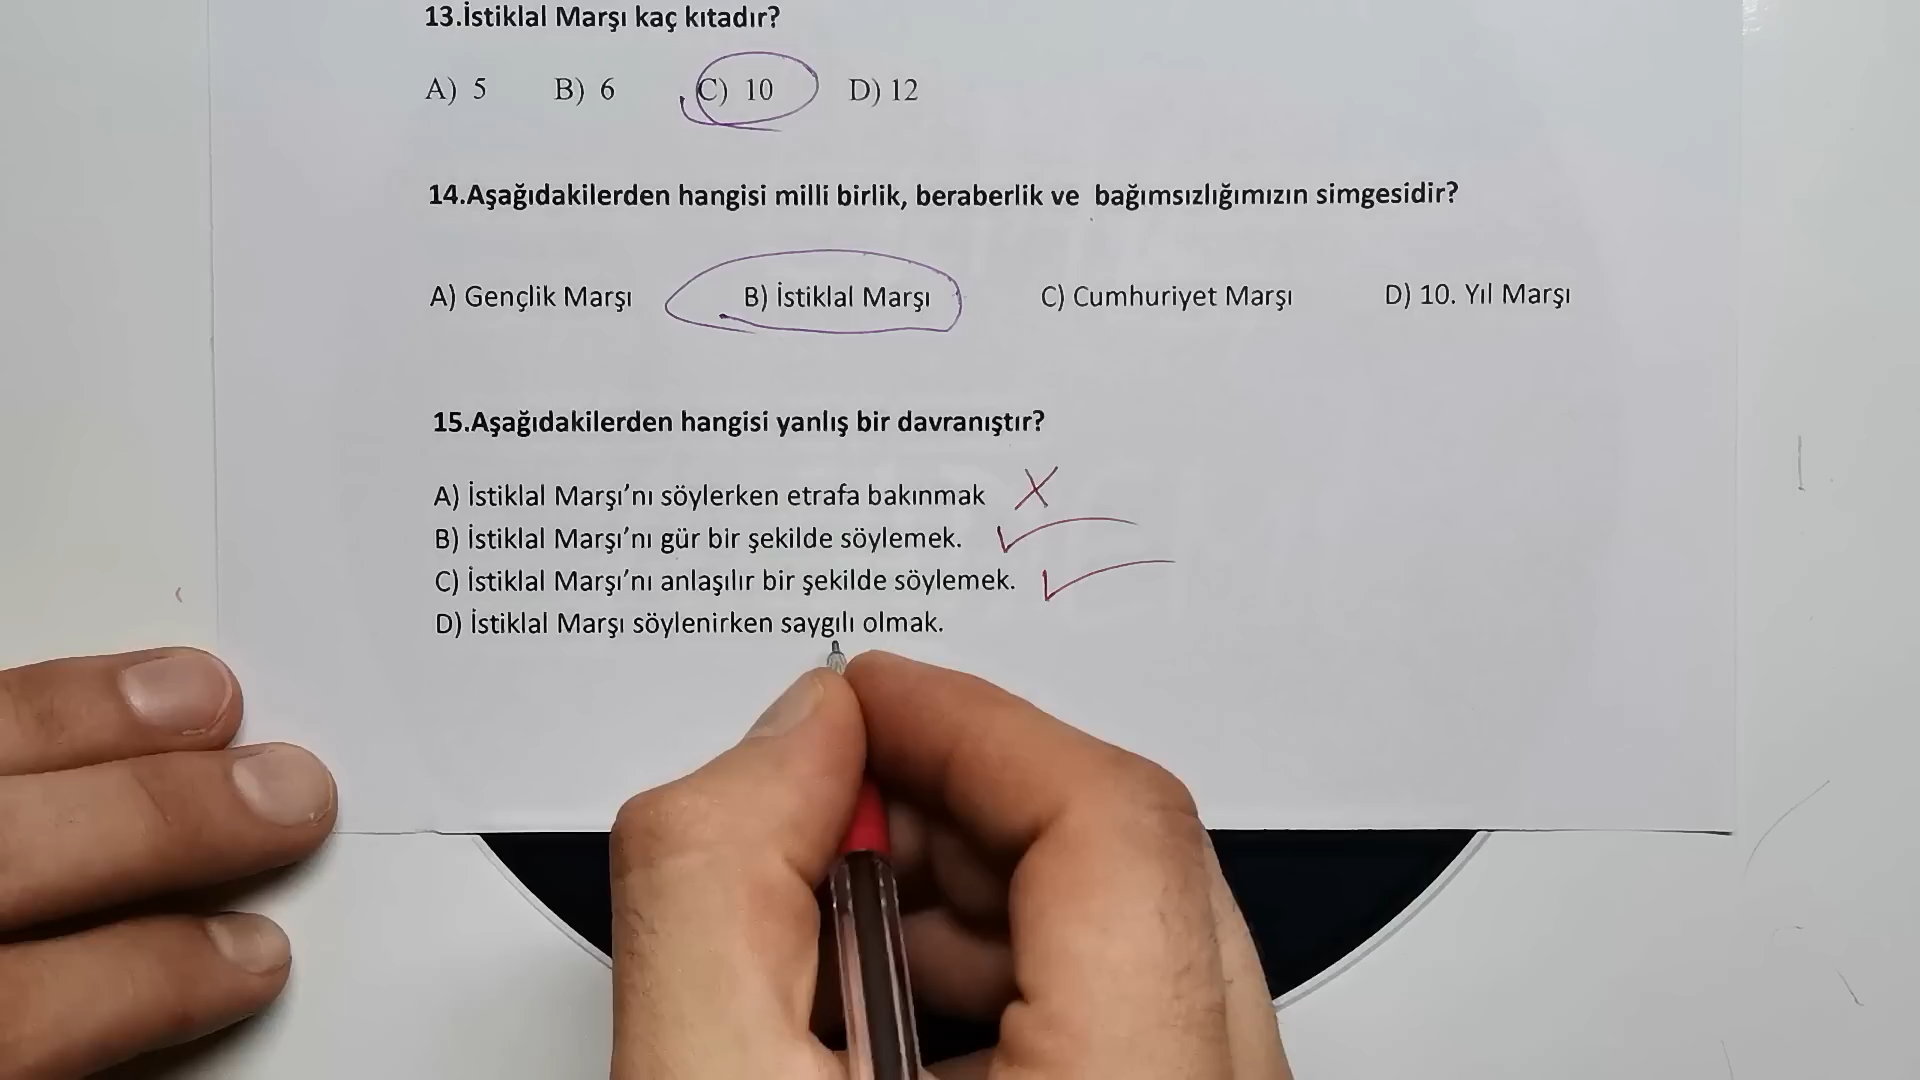 13.İstiklal Marşı kaç kıtadır?
A) 5 B) 6 C) 10 D) 12
14.Aşağıdakilerden hangisi milli birlik, beraberlik ve bağımsızlığımızın simgesidir?
A) Gençlik Marşı B) İstiklal Marşı C) Cumhuriyet Marşı D) 10. Yıl Marşı
15.Aşağıdakilerden hangisi yanlış bir davranıştır?
A) İstiklal Marşı’nı söylerken etrafa bakınmak
B) İstiklal Marşı’nı gür bir şekilde söylemek.
C) İstiklal Marşı’nı anlaşılır bir şekilde söylemek.
D) İstiklal Marşı söylenirken saygılı olmak.